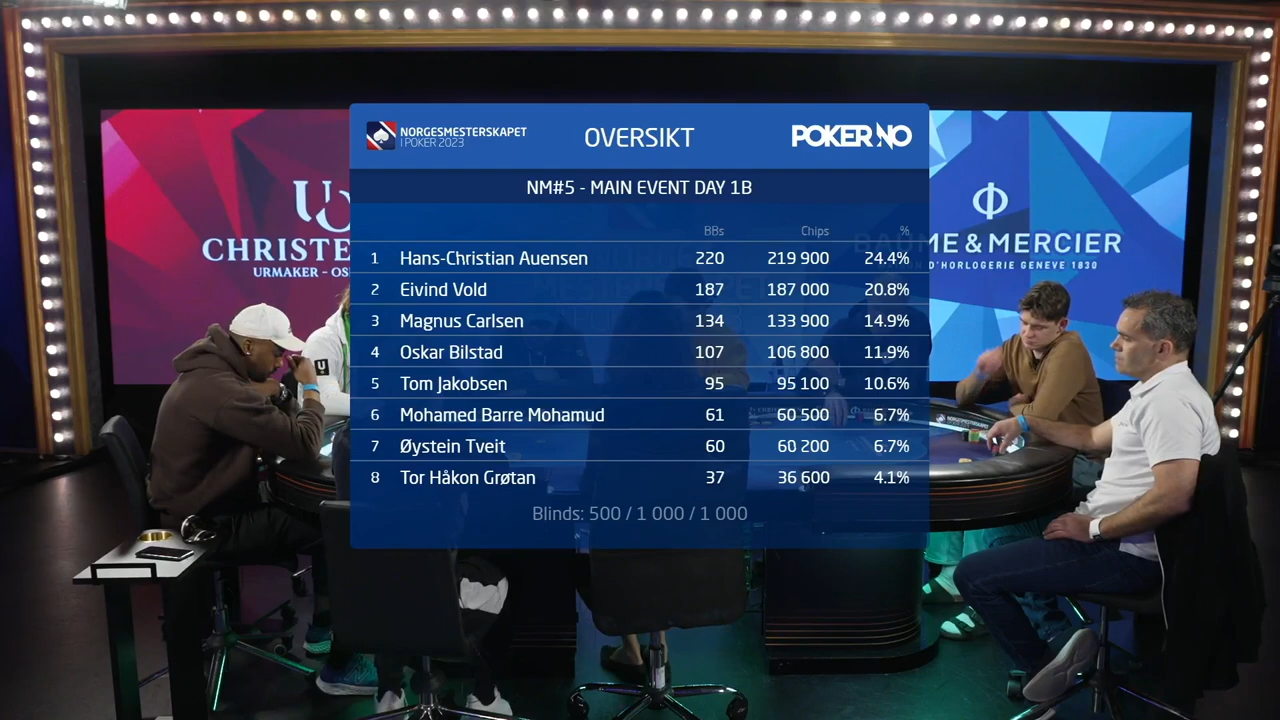 NORGESMESTERSKAPET
I POKER 2023
OVERSIKT
POKER NO
NM#5 - MAIN EVENT DAY 1B
BBs Chips %
1 Hans-Christian Auensen 220 219 900 24.4%
2 Eivind Vold 187 187 000 20.8%
3 Magnus Carlsen 134 133 900 14.9%
4 Oskar Bilstad 107 106 800 11.9%
5 Tom Jakobsen 95 95 100 10.6%
6 Mohamed Barre Mohamud 61 60 500 6.7%
7 Øystein Tveit 60 60 200 6.7%
8 Tor Håkon Grøtan 37 36 600 4.1%
Blinds: 500 / 1 000 / 1 000
CHRISTE
URMAKER - OS
BAUME & MERCIER
D'HORLOGERIE GENEVE 1830
NORGESMESTERSKAPET